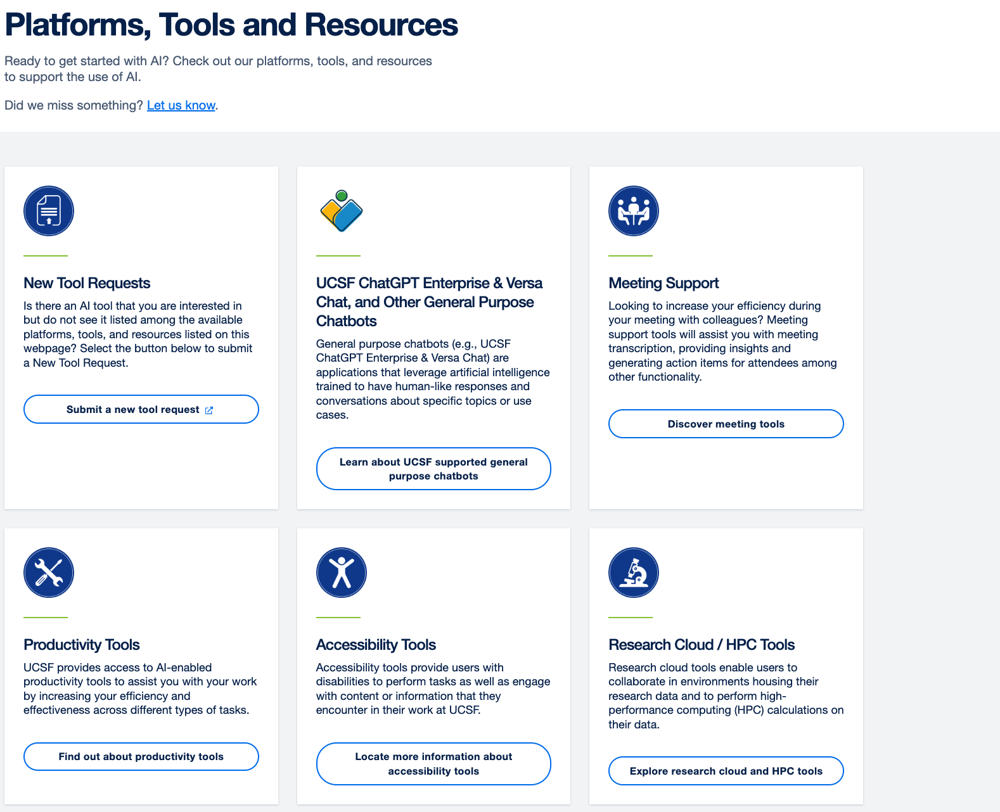 Platforms, Tools and Resources
Ready to get started with AI? Check out our platforms, tools, and resources
to support the use of AI.
Did we miss something? Let us know.
New Tool Requests
Is there an AI tool that you are interested in
but do not see it listed among the available
platforms, tools, and resources listed on this
webpage? Select the button below to submit
a New Tool Request.
Submit a new tool request
UCSF ChatGPT Enterprise & Versa
Chat, and Other General Purpose
Chatbots
General purpose chatbots (e.g., UCSF
ChatGPT Enterprise & Versa Chat) are
applications that leverage artificial intelligence
trained to have human-like responses and
conversations about specific topics or use
cases.
Learn about UCSF supported general
purpose chatbots
Meeting Support
Looking to increase your efficiency during
your meeting with colleagues? Meeting
support tools will assist you with meeting
transcription, providing insights and
generating action items for attendees among
other functionality.
Discover meeting tools
Productivity Tools
UCSF provides access to AI-enabled
productivity tools to assist you with your work
by increasing your efficiency and
effectiveness across different types of tasks.
Find out about productivity tools
Accessibility Tools
Accessibility tools provide users with
disabilities to perform tasks as well as engage
with content or information that they
encounter in their work at UCSF.
Locate more information about
accessibility tools
Research Cloud / HPC Tools
Research cloud tools enable users to
collaborate in environments housing their
research data and to perform high-
performance computing (HPC) calculations on
their data.
Explore research cloud and HPC tools